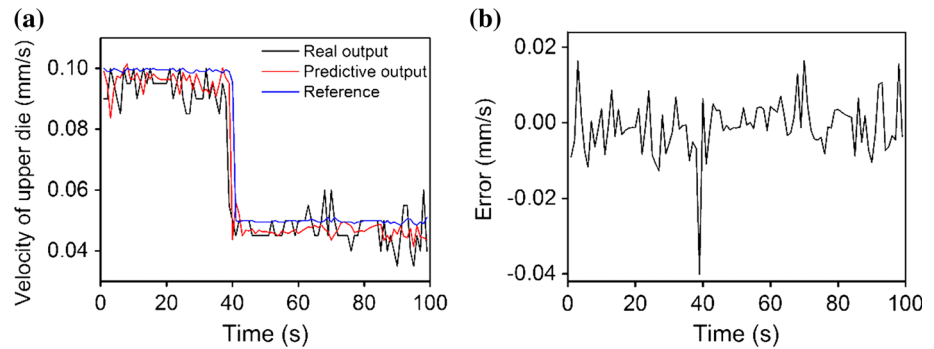 (a)
Velocity of upper die (mm/s)
0.10
0.08
0.06
0.04
Real output
Predictive output
Reference
0 20 40 60 80 100
Time (s)
(b)
Error (mm/s)
0.02
0.00
-0.02
-0.04
0 20 40 60 80 100
Time (s)